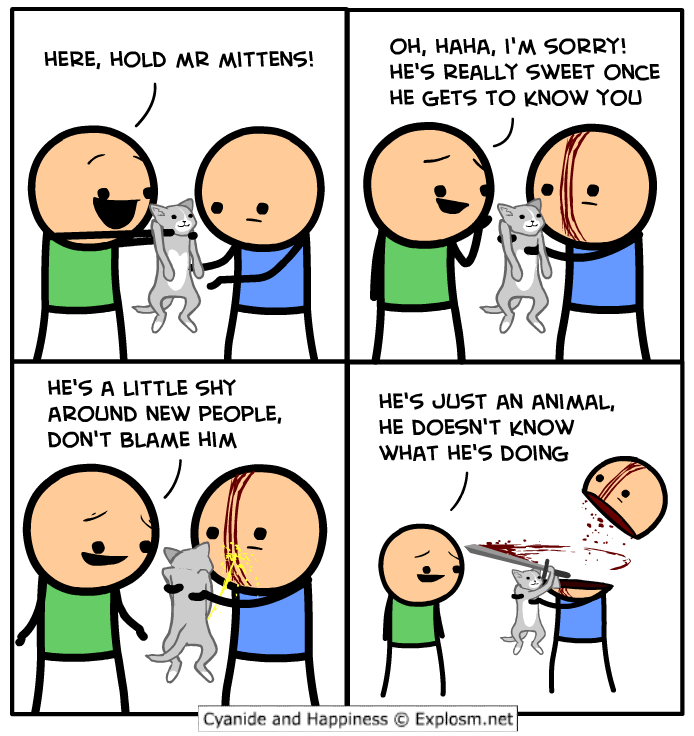 HERE, HOLD MR MITTENS!
OH, HAHA, I'M SORRY!
HE'S REALLY SWEET ONCE
HE GETS TO KNOW YOU
HE'S A LITTLE SHY
AROUND NEW PEOPLE,
DON'T BLAME HIM
HE'S JUST AN ANIMAL,
HE DOESN'T KNOW
WHAT HE'S DOING
Cyanide and Happiness © Explosm.net